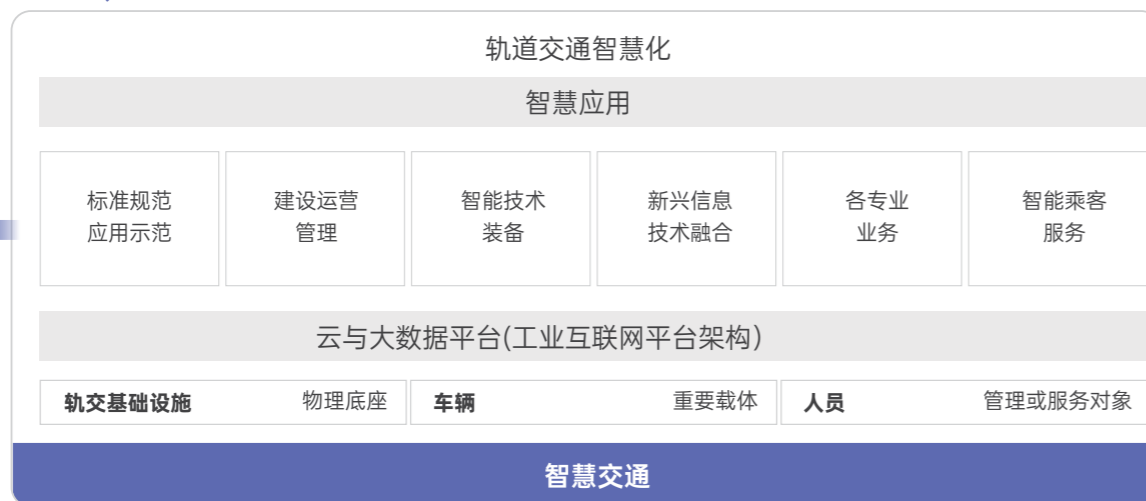 轨道交通智慧化
智慧应用
标准规范
应用示范
建设运营
管理
智能技术
装备
新兴信息
技术融合
各专业
业务
智能乘客
服务
云与大数据平台(工业互联网平台架构）
轨交基础设施 物理底座 车辆 重要载体 人员 管理或服务对象
智慧交通